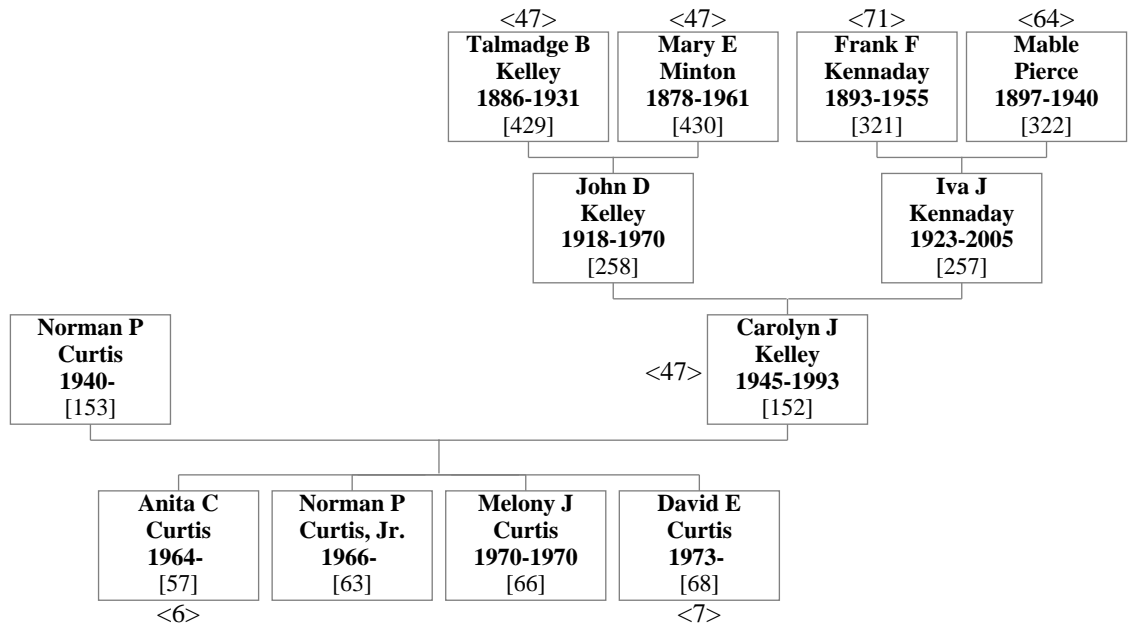 <47>
Talmadge B
Kelley
1886-1931
[429]
<47>
Mary E
Minton
1878-1961
[430]
<71>
Frank F
Kennaday
1893-1955
[321]
<64>
Mable
Pierce
1897-1940
[322]
John D
Kelley
1918-1970
[258]
Iva J
Kennaday
1923-2005
[257]
Norman P
Curtis
1940-
[153]
<47>
Carolyn J
Kelley
1945-1993
[152]
Anita C
Curtis
1964-
[57]
<6>
Norman P
Curtis, Jr.
1966-
[63]
Melony J
Curtis
1970-1970
[66]
David E
Curtis
1973-
[68]
<7>